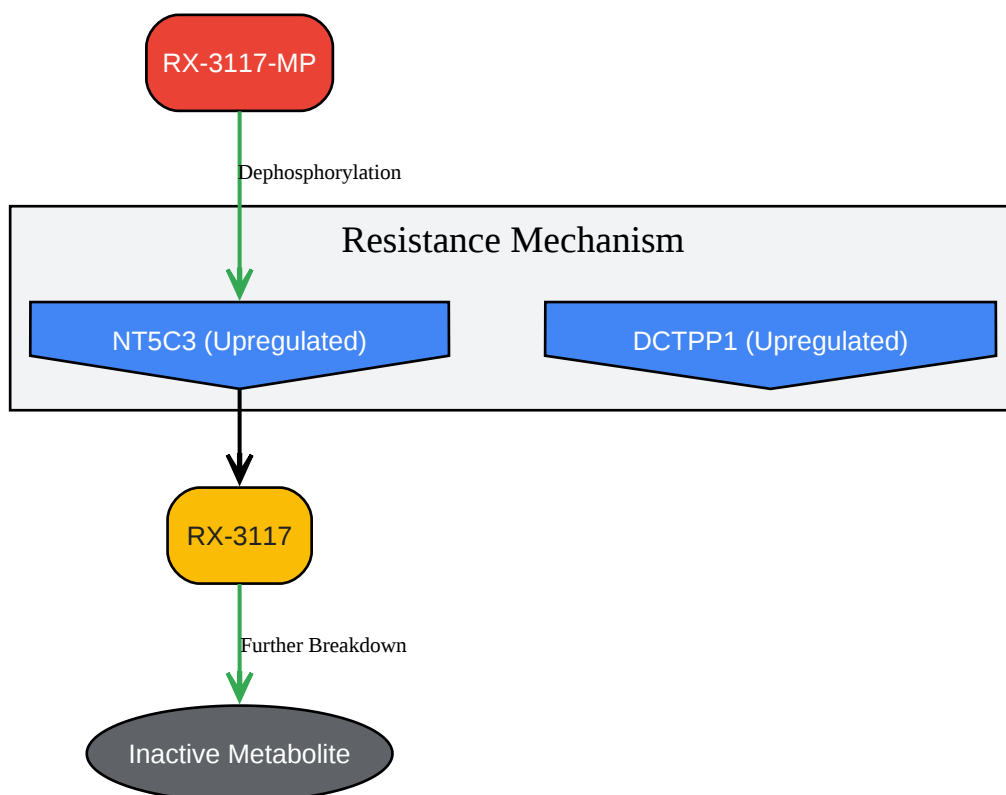 RX-3117-MP
Dephosphorylation
Resistance Mechanism
NT5C3 (Upregulated)
DCTPP1 (Upregulated)
RX-3117
Further Breakdown
Inactive Metabolite